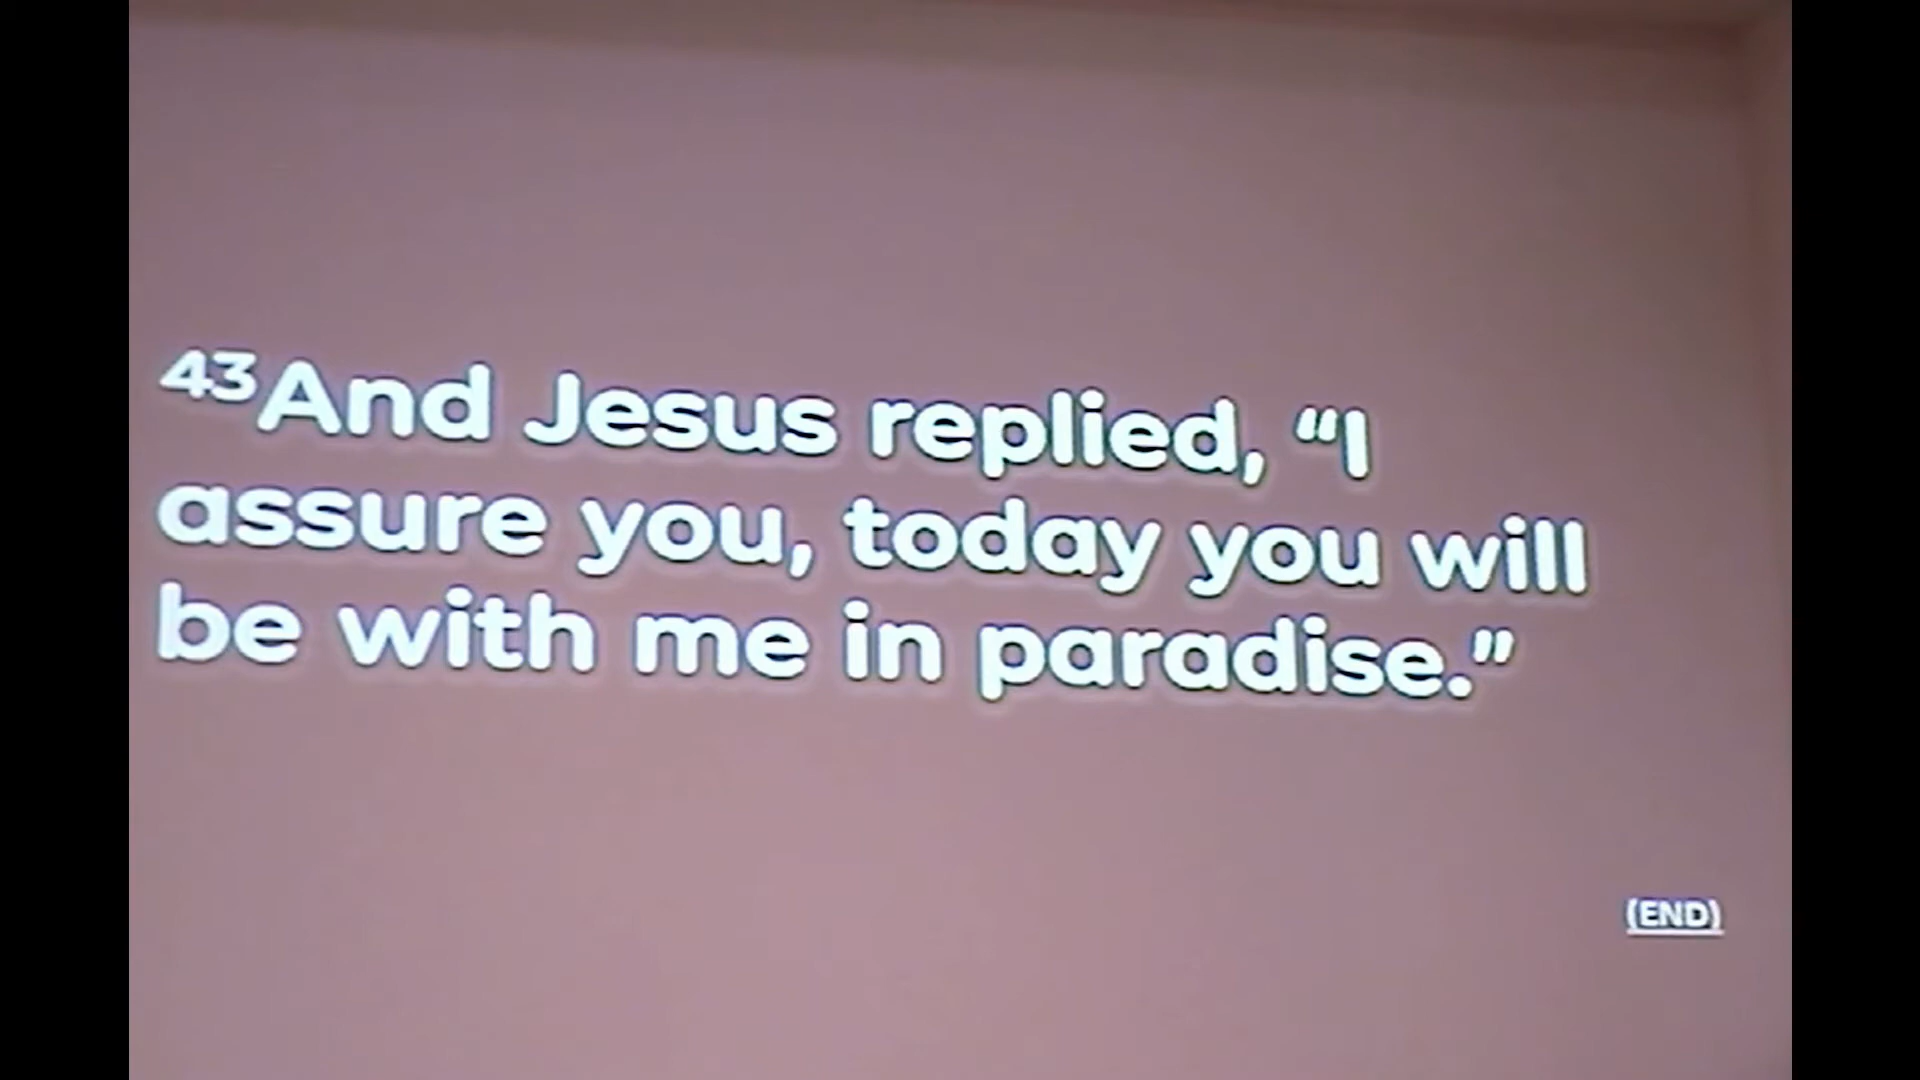 43And Jesus replied, “I
assure you, today you will
be with me in paradise.”
(END)